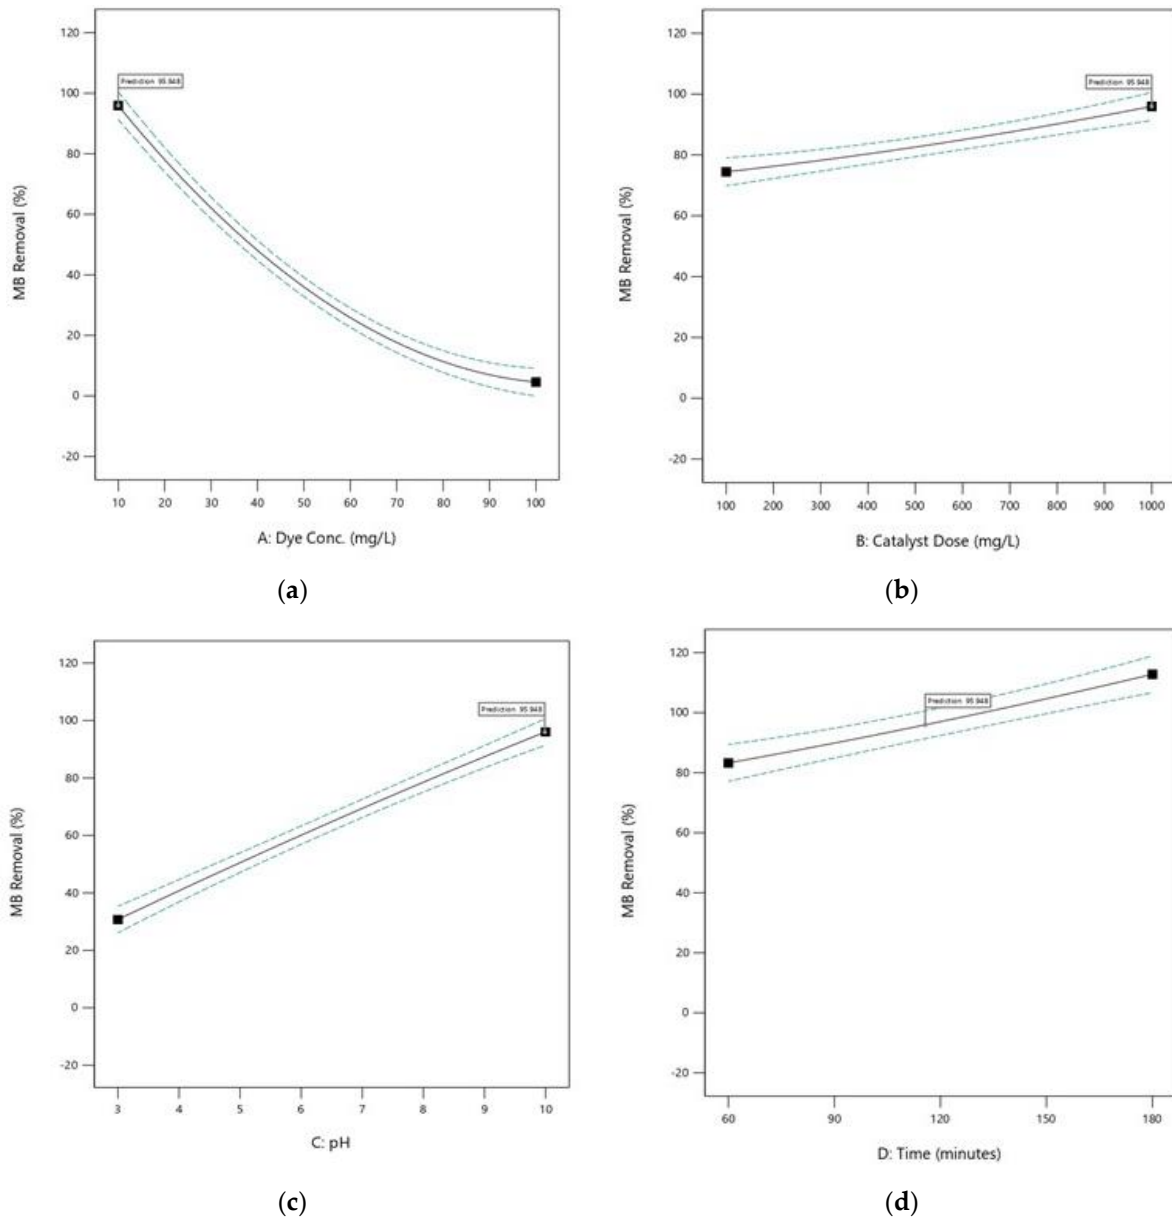 120
100
80
60
40
20
0
-20
MB Removal (%)
Prediction 95.948
10 20 30 40 50 60 70 80 90 100
A: Dye Conc. (mg/L)
(a)
120
100
80
60
40
20
0
-20
MB Removal (%)
Prediction 95.948
100 200 300 400 500 600 700 800 900 1000
B: Catalyst Dose (mg/L)
(b)
120
100
80
60
40
20
0
-20
MB Removal (%)
Prediction 95.948
3 4 5 6 7 8 9 10
C: pH
(c)
120
100
80
60
40
20
0
-20
MB Removal (%)
Prediction 95.948
60 90 120 150 180
D: Time (minutes)
(d)